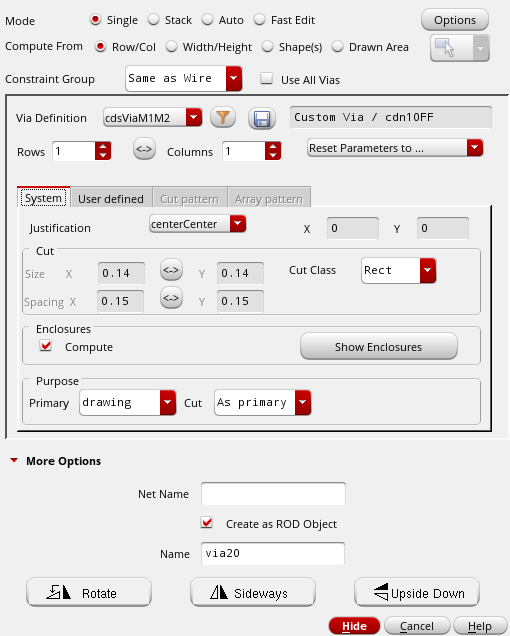 Mode Single Stack Auto Fast Edit Options
Compute From Row/Col Width/Height Shape(s) Drawn Area
Constraint Group Same as Wire Use All Vias
Via Definition cdsViaM1M2 Custom Via / cdn10FF
Rows 1 <-> Columns 1 Reset Parameters to ...
System User defined Cut pattern Array pattern
Justification centerCenter X 0 Y 0
Cut
Size X 0.14 <-> Y 0.14 Cut Class Rect
Spacing X 0.15 <-> Y 0.15
Enclosures
Compute Show Enclosures
Purpose
Primary drawing Cut As primary
More Options
Net Name
Create as ROD Object
Name via20
Rotate Sideways Upside Down
Hide Cancel Help